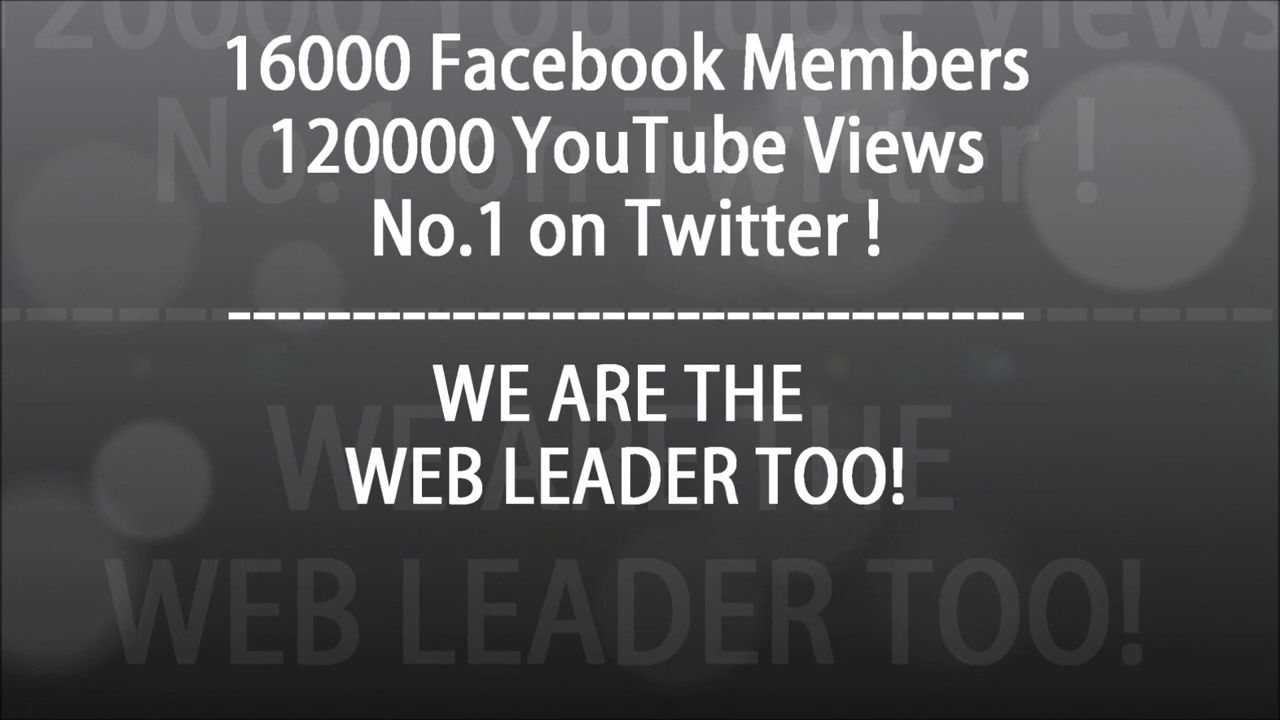 16000 Facebook Members
120000 YouTube Views
No.1 on Twitter !
--------------------------------
WE ARE THE
WEB LEADER TOO!